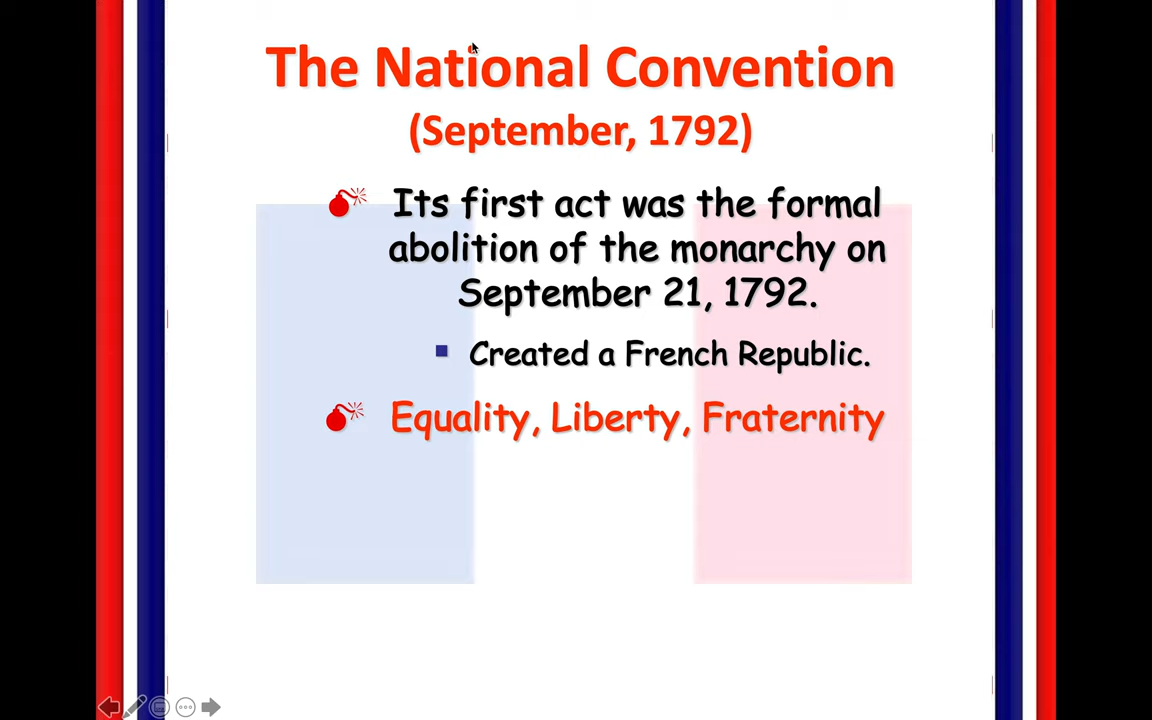 The National Convention
(September, 1792)
Its first act was the formal
abolition of the monarchy on
September 21, 1792.
Created a French Republic.
Equality, Liberty, Fraternity